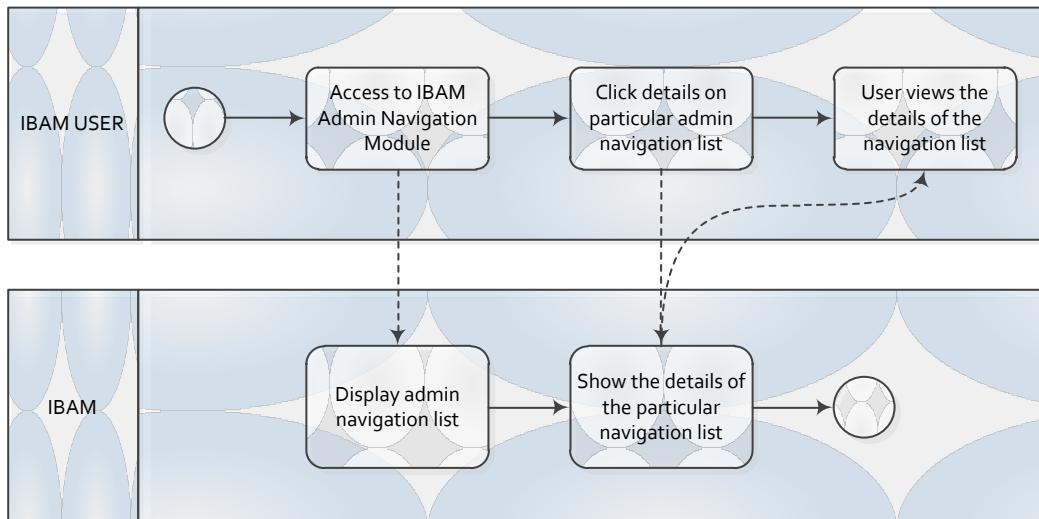 IBAM USER
Access to IBAM
Admin Navigation
Module
Click details on
particular admin
navigation list
User views the
details of the
navigation list
IBAM
Display admin
navigation list
Show the details of
the particular
navigation list